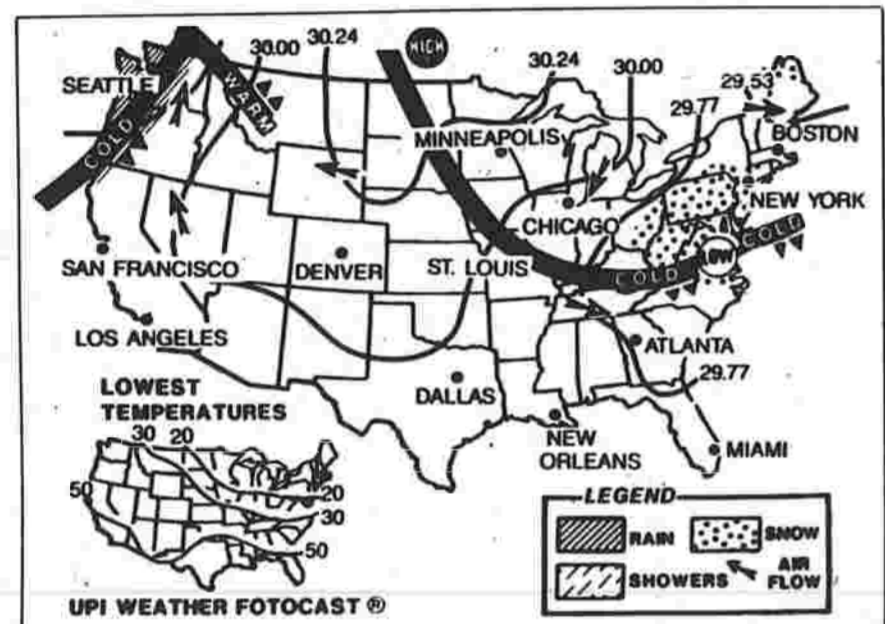 HIGH
30.00
30.24
30.24
30.00
29.53
29.77
SEATTLE
WARM
COLD
MINNEAPOLIS
BOSTON
NEW YORK
CHICAGO
COLD
LOW
COLD
SAN FRANCISCO
DENVER
ST. LOUIS
LOS ANGELES
ATLANTA
29.77
DALLAS
NEW
ORLEANS
MIAMI
LOWEST
TEMPERATURES
30 20
50
20
30
50
LEGEND
RAIN
SNOW
SHOWERS
AIR
FLOW
UPI WEATHER FOTOCAST ®